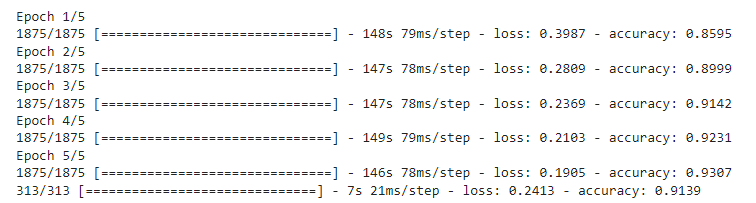 Epoch 1/5
1875/1875 [==============================] - 148s 79ms/step - loss: 0.3987 - accuracy: 0.8595
Epoch 2/5
1875/1875 [==============================] - 147s 78ms/step - loss: 0.2809 - accuracy: 0.8999
Epoch 3/5
1875/1875 [==============================] - 147s 78ms/step - loss: 0.2369 - accuracy: 0.9142
Epoch 4/5
1875/1875 [==============================] - 149s 79ms/step - loss: 0.2103 - accuracy: 0.9231
Epoch 5/5
1875/1875 [==============================] - 146s 78ms/step - loss: 0.1905 - accuracy: 0.9307
313/313 [==============================] - 7s 21ms/step - loss: 0.2413 - accuracy: 0.9139